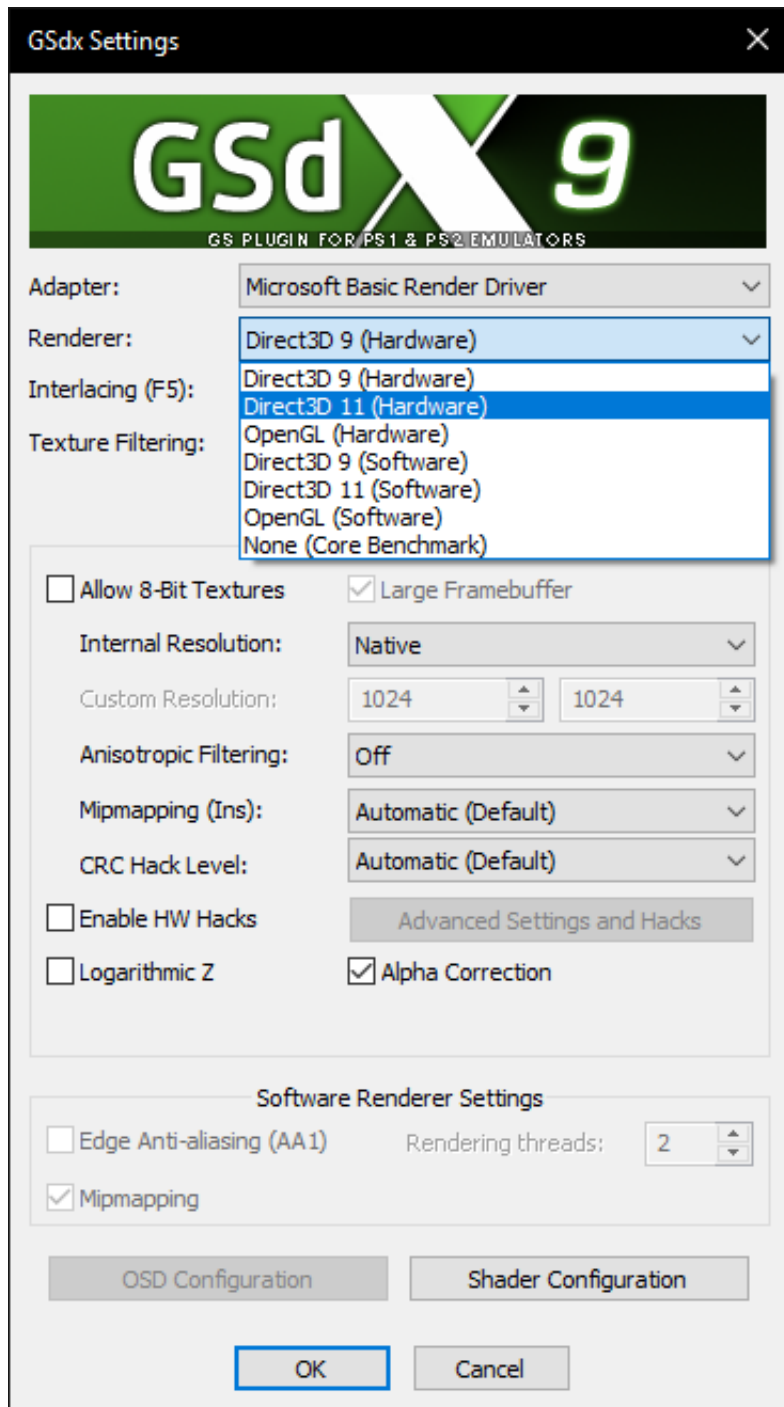 GSdx Settings
GSdX 9
GS PLUGIN FOR PS1 & PS2 EMULATORS
Adapter: Microsoft Basic Render Driver
Renderer: Direct3D 9 (Hardware)
Direct3D 9 (Hardware)
Interlacing (F5):
Direct3D 11 (Hardware)
Texture Filtering: OpenGL (Hardware)
Direct3D 9 (Software)
Direct3D 11 (Software)
OpenGL (Software)
None (Core Benchmark)
Allow 8-Bit Textures Large Framebuffer
Internal Resolution: Native
Custom Resolution: 1024 1024
Anisotropic Filtering: Off
Mipmapping (Ins): Automatic (Default)
CRC Hack Level: Automatic (Default)
Enable HW Hacks Advanced Settings and Hacks
Logarithmic Z Alpha Correction
Software Renderer Settings
Edge Anti-aliasing (AA1) Rendering threads: 2
Mipmapping
OSD Configuration Shader Configuration
OK Cancel